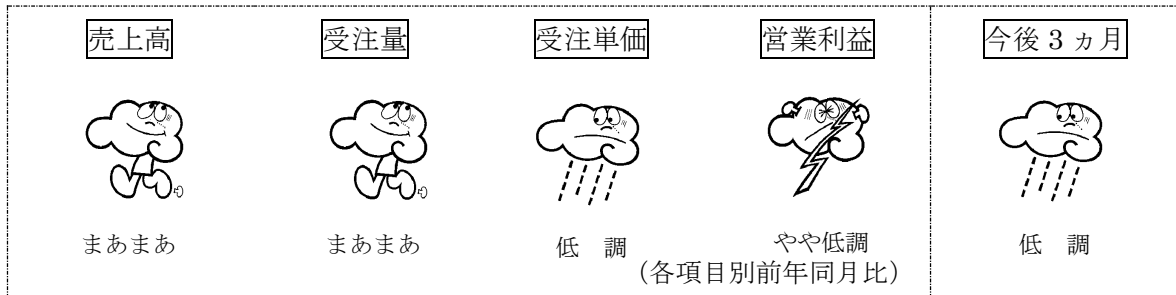 売上高 受注量 受注単価 営業利益 今後3ヵ月
まあまあ まあまあ 低 調 やや低調 低 調
(各項目別前年同月比)